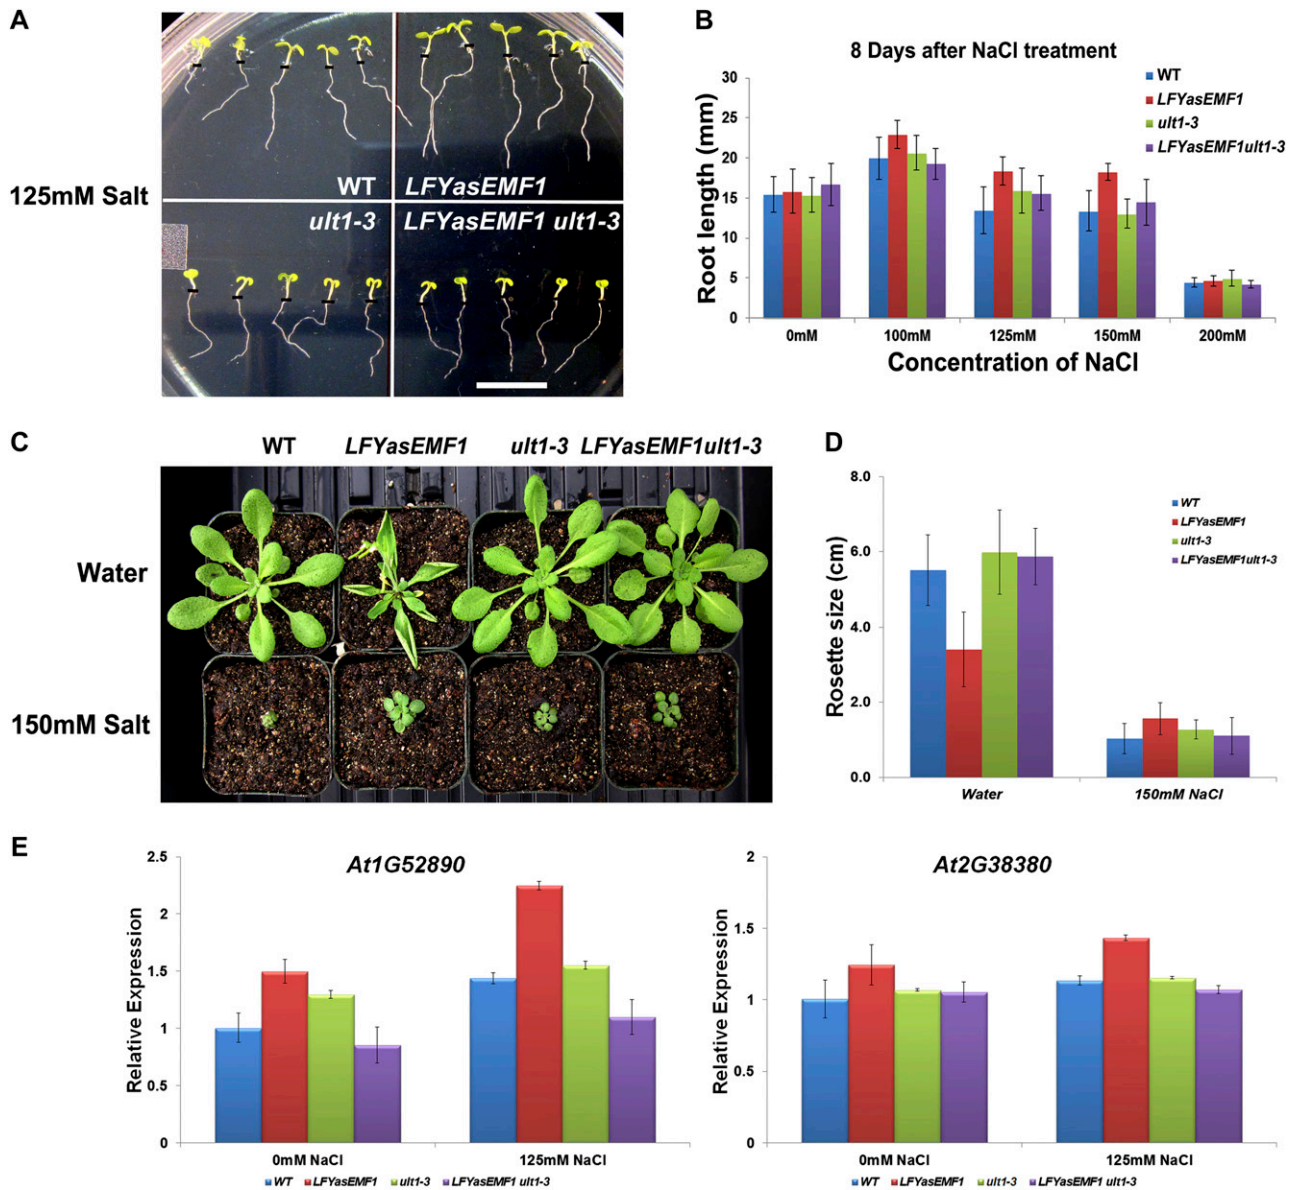 A
125mM Salt
WT
LFYasEMF1
ult1-3
LFYasEMF1 ult1-3
B
8 Days after NaCl treatment
Root length (mm)
30
25
20
15
10
5
0
0mM
100mM
125mM
150mM
200mM
Concentration of NaCl
WT
LFYasEMF1
ult1-3
LFYasEMF1ult1-3
C
WT
LFYasEMF1
ult1-3
LFYasEMF1ult1-3
Water
150mM Salt
D
Rosette size (cm)
8.0
6.0
4.0
2.0
0.0
Water
150mM NaCl
WT
LFYasEMF1
ult1-3
LFYasEMF1ult1-3
E
At1G52890
Relative Expression
2.5
2
1.5
1
0.5
0
0mM NaCl
125mM NaCl
WT
LFYasEMF1
ult1-3
LFYasEMF1 ult1-3
At2G38380
Relative Expression
2
1.5
1
0.5
0
0mM NaCl
125mM NaCl
WT
LFYasEMF1
ult1-3
LFYasEMF1 ult1-3